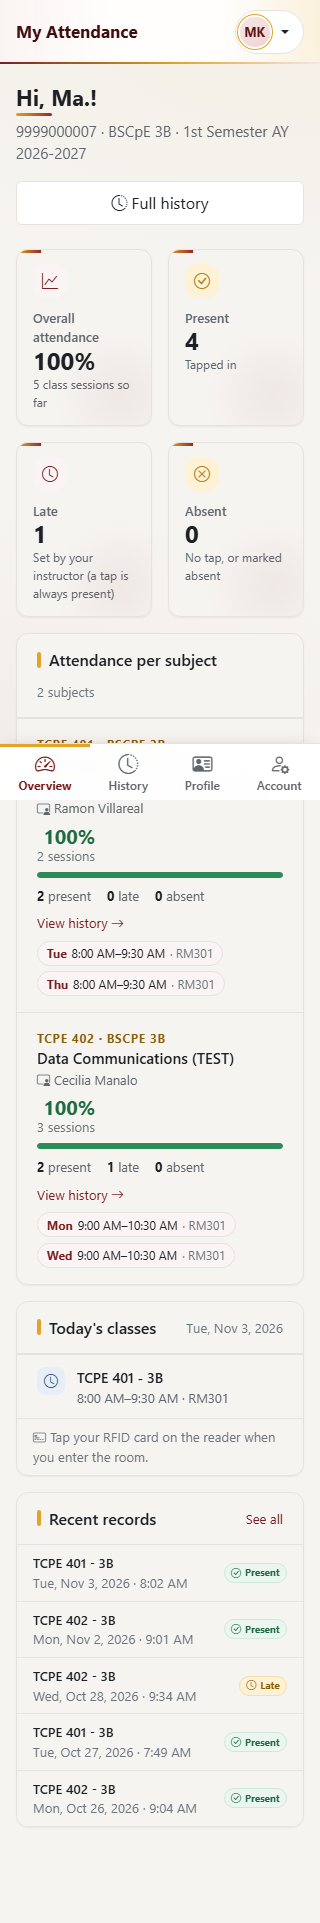 My Attendance
MK
Hi, Ma.!
9999000007 · BSCpE 3B · 1st Semester AY
2026-2027
Full history
Overall
attendance
100%
5 class sessions so
far
Present
4
Tapped in
Late
1
Set by your
instructor (a tap is
always present)
Absent
0
No tap, or marked
absent
Attendance per subject
2 subjects
TCPE 401 · BSCPE 3B
Overview
History
Profile
Account
Ramon Villareal
100%
2 sessions
2 present 0 late 0 absent
View history →
Tue 8:00 AM–9:30 AM · RM301
Thu 8:00 AM–9:30 AM · RM301
TCPE 402 · BSCPE 3B
Data Communications (TEST)
Cecilia Manalo
100%
3 sessions
2 present 1 late 0 absent
View history →
Mon 9:00 AM–10:30 AM · RM301
Wed 9:00 AM–10:30 AM · RM301
Today's classes
Tue, Nov 3, 2026
TCPE 401 - 3B
8:00 AM–9:30 AM · RM301
Tap your RFID card on the reader when
you enter the room.
Recent records
See all
TCPE 401 - 3B
Tue, Nov 3, 2026 · 8:02 AM
Present
TCPE 402 - 3B
Mon, Nov 2, 2026 · 9:01 AM
Present
TCPE 402 - 3B
Wed, Oct 28, 2026 · 9:34 AM
Late
TCPE 401 - 3B
Tue, Oct 27, 2026 · 7:49 AM
Present
TCPE 402 - 3B
Mon, Oct 26, 2026 · 9:04 AM
Present